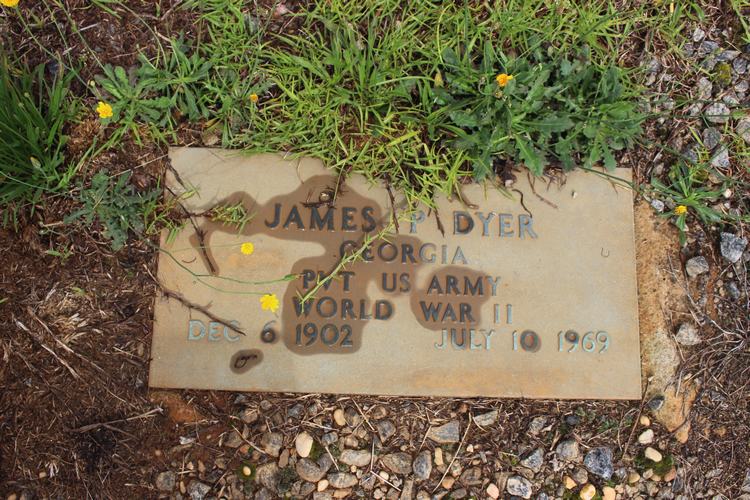 JAMES P DYER
GEORGIA
PVT US ARMY
WORLD WAR II
DEC 6 1902 JULY 10 1969